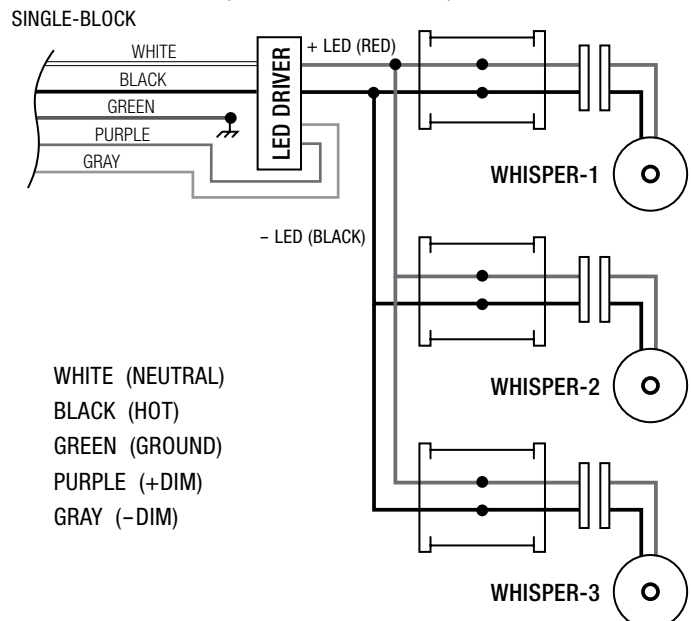 SINGLE-BLOCK
WHITE
BLACK
GREEN
PURPLE
GRAY
LED DRIVER
+ LED (RED)
– LED (BLACK)
WHISPER-1
WHISPER-2
WHISPER-3
WHITE (NEUTRAL)
BLACK (HOT)
GREEN (GROUND)
PURPLE (+DIM)
GRAY (–DIM)